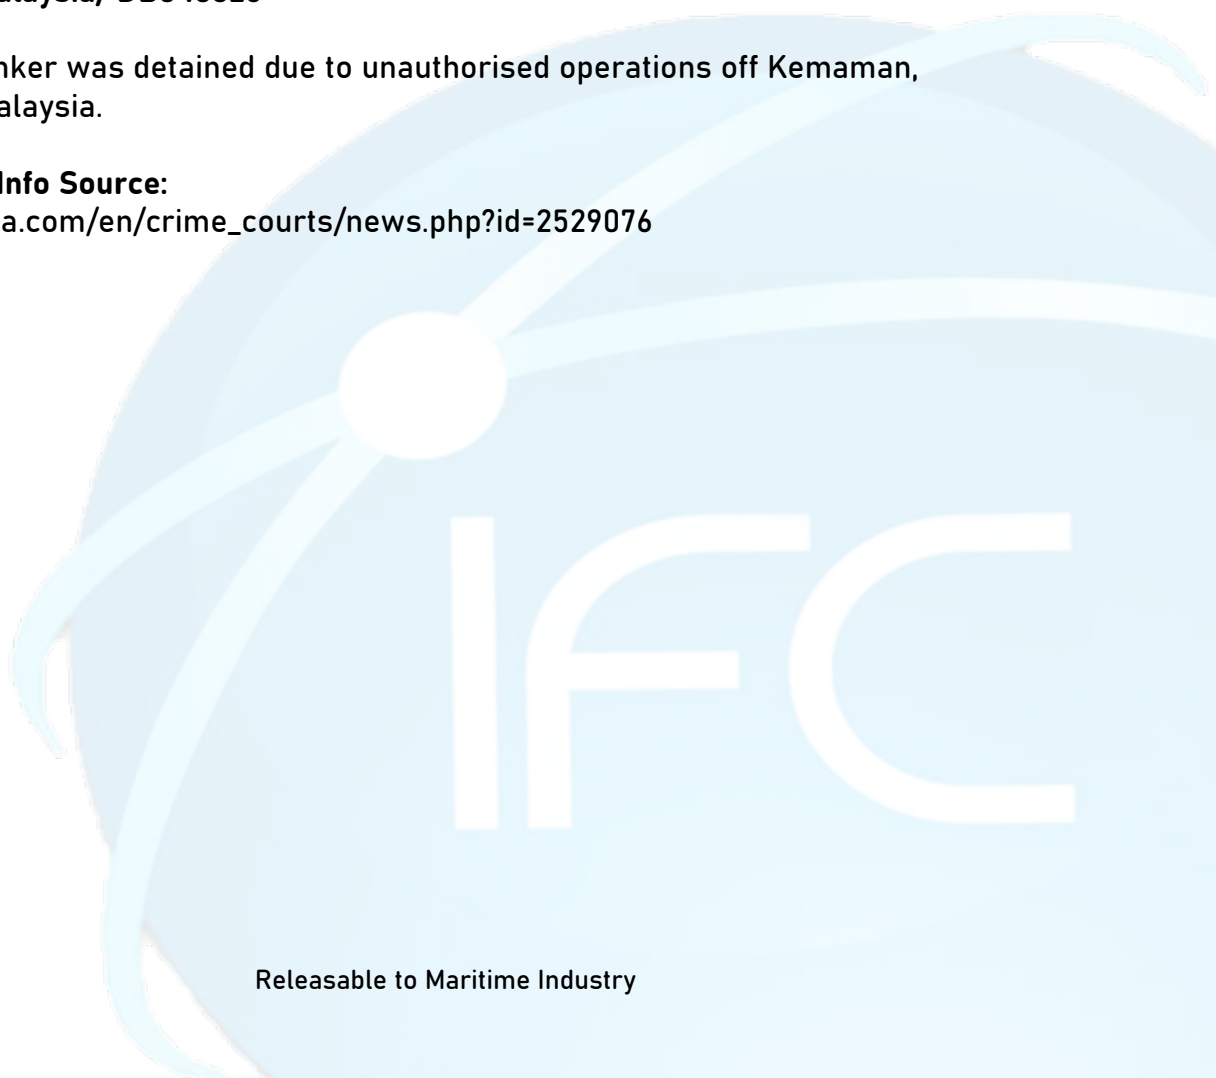 nker was detained due to unauthorised operations off Kemaman,
alaysia.
Info Source:
a.com/en/crime_courts/news.php?id=2529076
IFC
Releasable to Maritime Industry